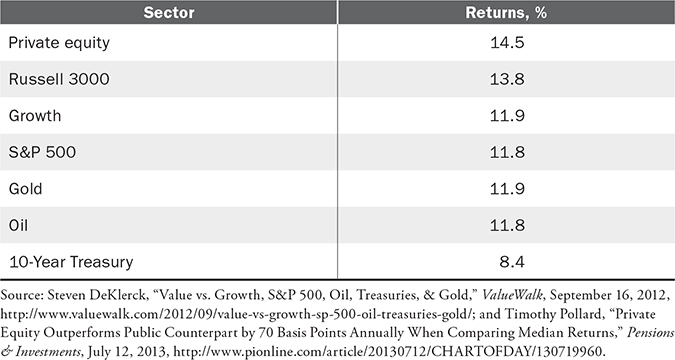 Sector Returns, %
Private equity 14.5
Russell 3000 13.8
Growth 11.9
S&P 500 11.8
Gold 11.9
Oil 11.8
10-Year Treasury 8.4
Source: Steven DeKlerck, “Value vs. Growth, S&P 500, Oil, Treasuries, & Gold,” ValueWalk, September 16, 2012,
http://www.valuewalk.com/2012/09/value-vs-growth-sp-500-oil-treasuries-gold/; and Timothy Pollard, “Private
Equity Outperforms Public Counterpart by 70 Basis Points Annually When Comparing Median Returns,” Pensions
& Investments, July 12, 2013, http://www.pionline.com/article/20130712/CHARTOFDAY/130719960.